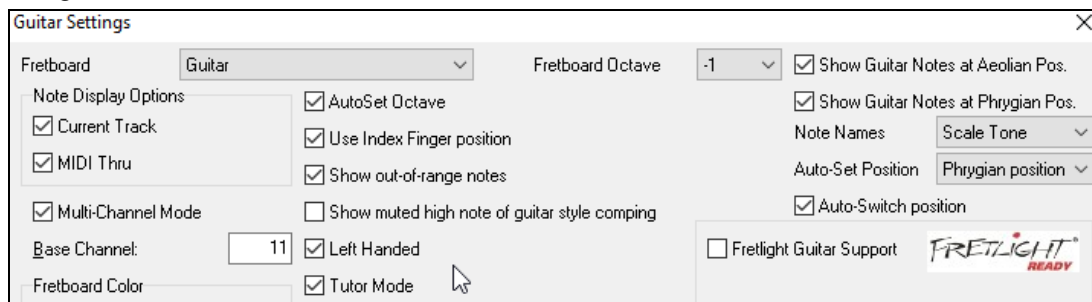 Guitar Settings
Fretboard Guitar Fretboard Octave -1 Show Guitar Notes at Aeolian Pos.
Note Display Options AutoSet Octave Show Guitar Notes at Phrygian Pos.
Current Track Use Index Finger position Note Names Scale Tone
MIDI Thru Show out-of-range notes Auto-Set Position Phrygian position
Multi-Channel Mode Show muted high note of guitar style comping Auto-Switch position
Base Channel: 11 Left Handed Fretlight Guitar Support FRETLIGHT
READY
Fretboard Color Tutor Mode